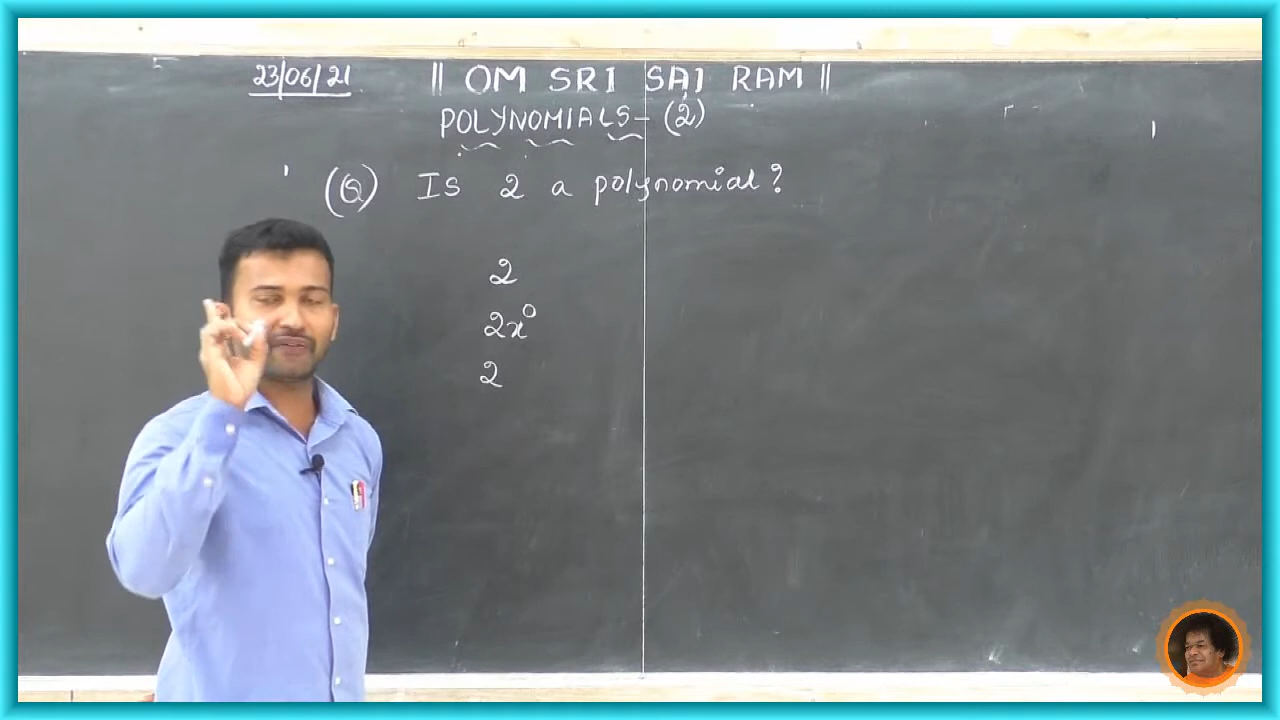 23/06/21 || OM SRI SAI RAM ||
POLYNOMIALS - (2)
(Q) Is 2 a polynomial?
2
2x⁰
2